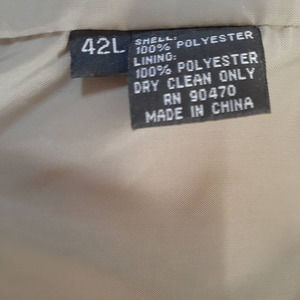 42L
SHELL:
100% POLYESTER
LINING:
100% POLYESTER
DRY CLEAN ONLY
RN 90470
MADE IN CHINA